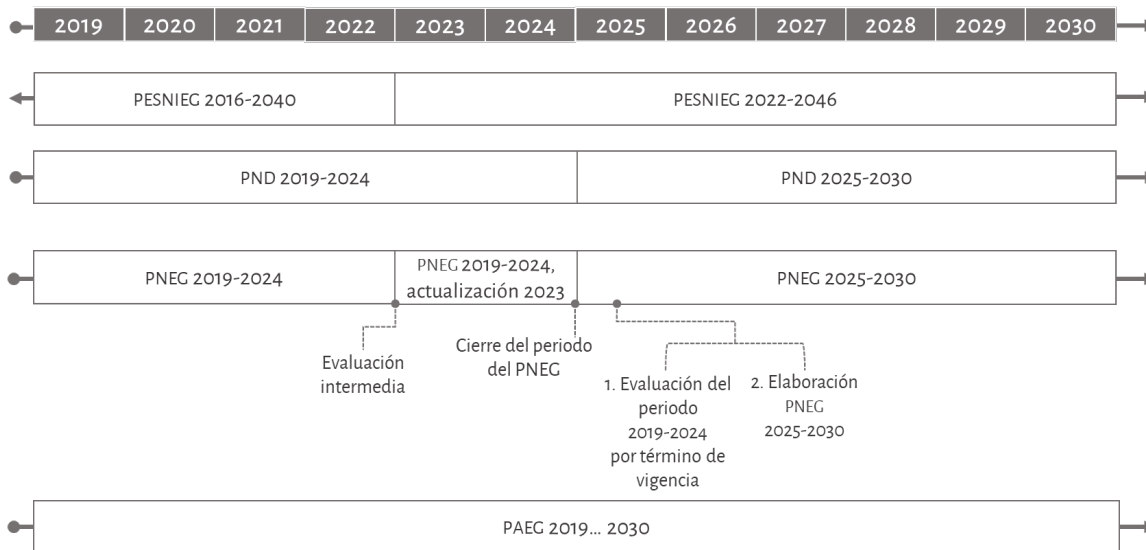 2019 2020 2021 2022 2023 2024 2025 2026 2027 2028 2029 2030
PESNIEG 2016-2040
PESNIEG 2022-2046
PND 2019-2024
PND 2025-2030
PNEG 2019-2024
PNEG 2019-2024,
actualización 2023
PNEG 2025-2030
Evaluación
intermedia
Cierre del periodo
del PNEG
1. Evaluación del
periodo
2019-2024
por término de
vigencia
2. Elaboración
PNEG
2025-2030
PAEG 2019... 2030